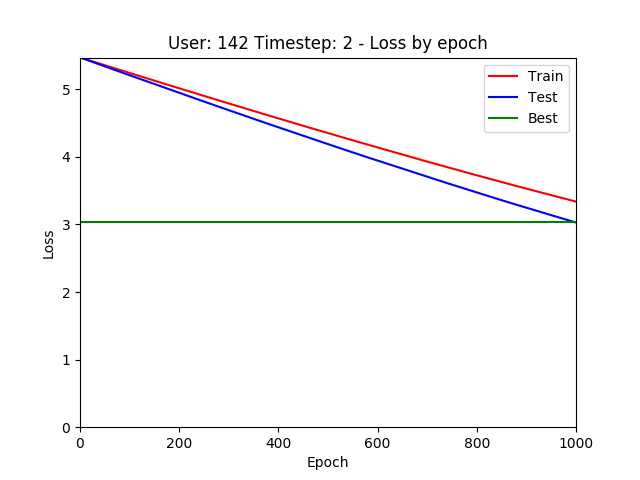 User: 142 Timestep: 2 - Loss by epoch
Train
Test
Best
5
4
3
2
1
0
Loss
0 200 400 600 800 1000
Epoch